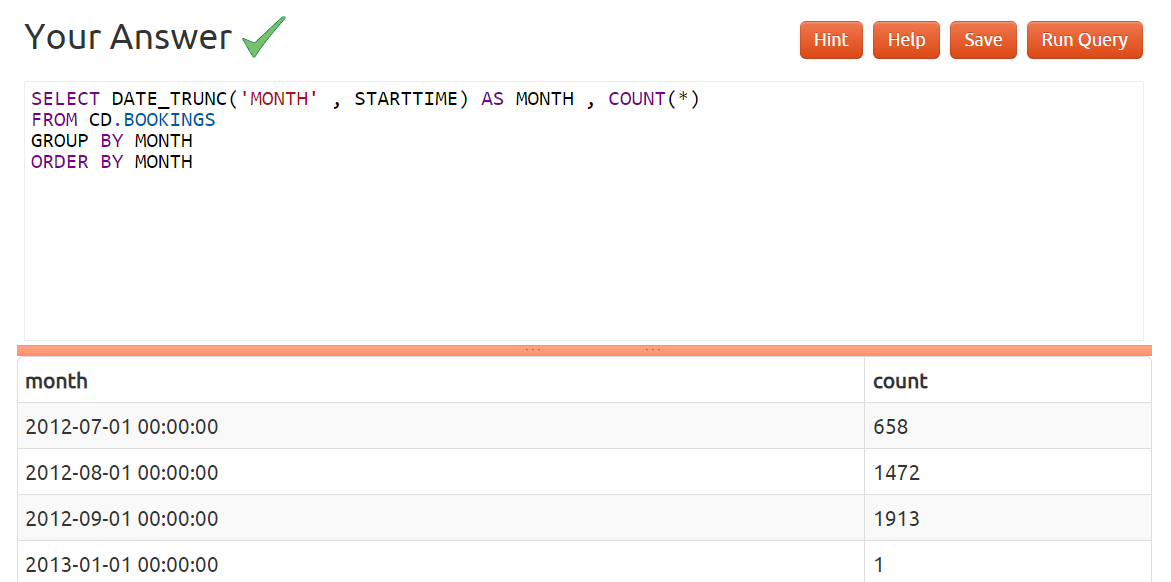 Your Answer
Hint Help Save Run Query
SELECT DATE_TRUNC('MONTH' , STARTTIME) AS MONTH , COUNT(*)
FROM CD.BOOKINGS
GROUP BY MONTH
ORDER BY MONTH
month count
2012-07-01 00:00:00 658
2012-08-01 00:00:00 1472
2012-09-01 00:00:00 1913
2013-01-01 00:00:00 1